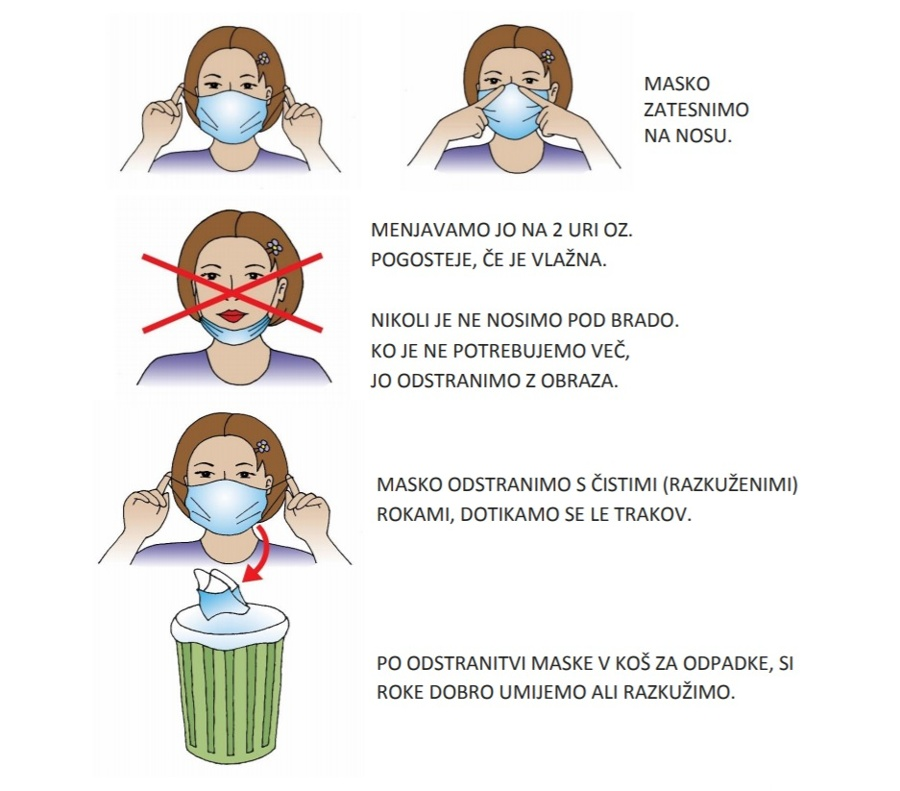 MASKO
ZATESNIMO
NA NOSU.
MENJAVAMO JO NA 2 URI OZ.
POGOSTEJE, ČE JE VLAŽNA.
NIKOLI JE NE NOSIMO POD BRADO.
KO JE NE POTREBUJEMO VEČ,
JO ODSTRANIMO Z OBRAZA.
MASKO ODSTRANIMO S ČISTIMI (RAZKUŽENIMI)
ROKAMI, DOTIKAMO SE LE TRAKOV.
PO ODSTRANITVI MASKE V KOŠ ZA ODPADKE, SI
ROKE DOBRO UMIJEMO ALI RAZKUŽIMO.